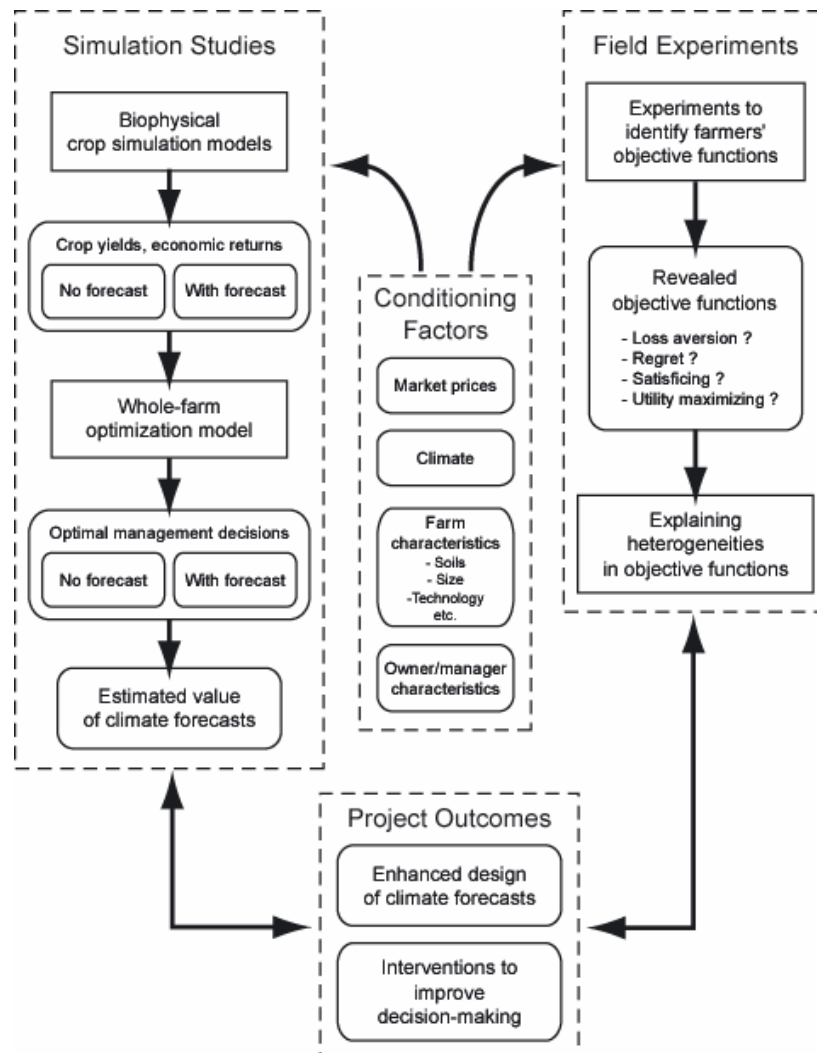 Simulation Studies
Biophysical
crop simulation models
Crop yields, economic returns
No forecast
With forecast
Whole-farm
optimization model
Optimal management decisions
No forecast
With forecast
Estimated value
of climate forecasts
Conditioning
Factors
Market prices
Climate
Farm
characteristics
- Soils
- Size
-Technology
etc.
Owner/manager
characteristics
Field Experiments
Experiments to
identify farmers'
objective functions
Revealed
objective functions
- Loss aversion ?
- Regret ?
- Satisficing ?
- Utility maximizing ?
Explaining
heterogeneities
in objective functions
Project Outcomes
Enhanced design
of climate forecasts
Interventions to
improve
decision-making